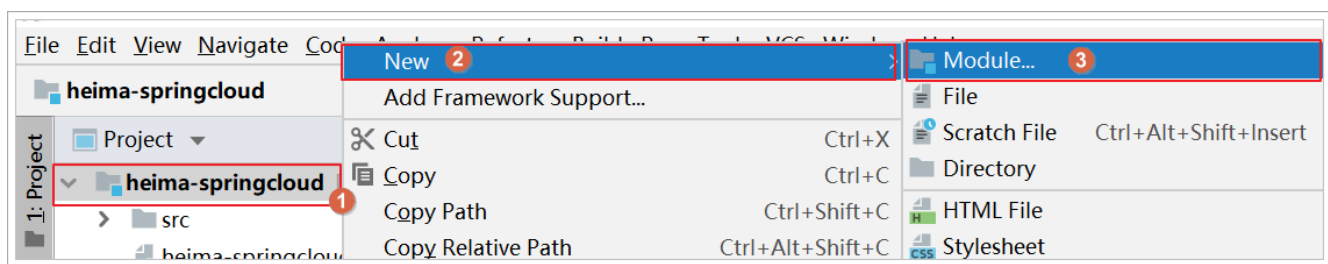 File Edit View Navigate
New 2
Module... 3
heima-springcloud
Add Framework Support...
File
1: Project
Project
Cut Ctrl+X
Scratch File Ctrl+Alt+Shift+Insert
heima-springcloud 1
Copy Ctrl+C
Directory
src
Copy Path Ctrl+Shift+C
HTML File
Copy Relative Path Ctrl+Alt+Shift+C
Stylesheet